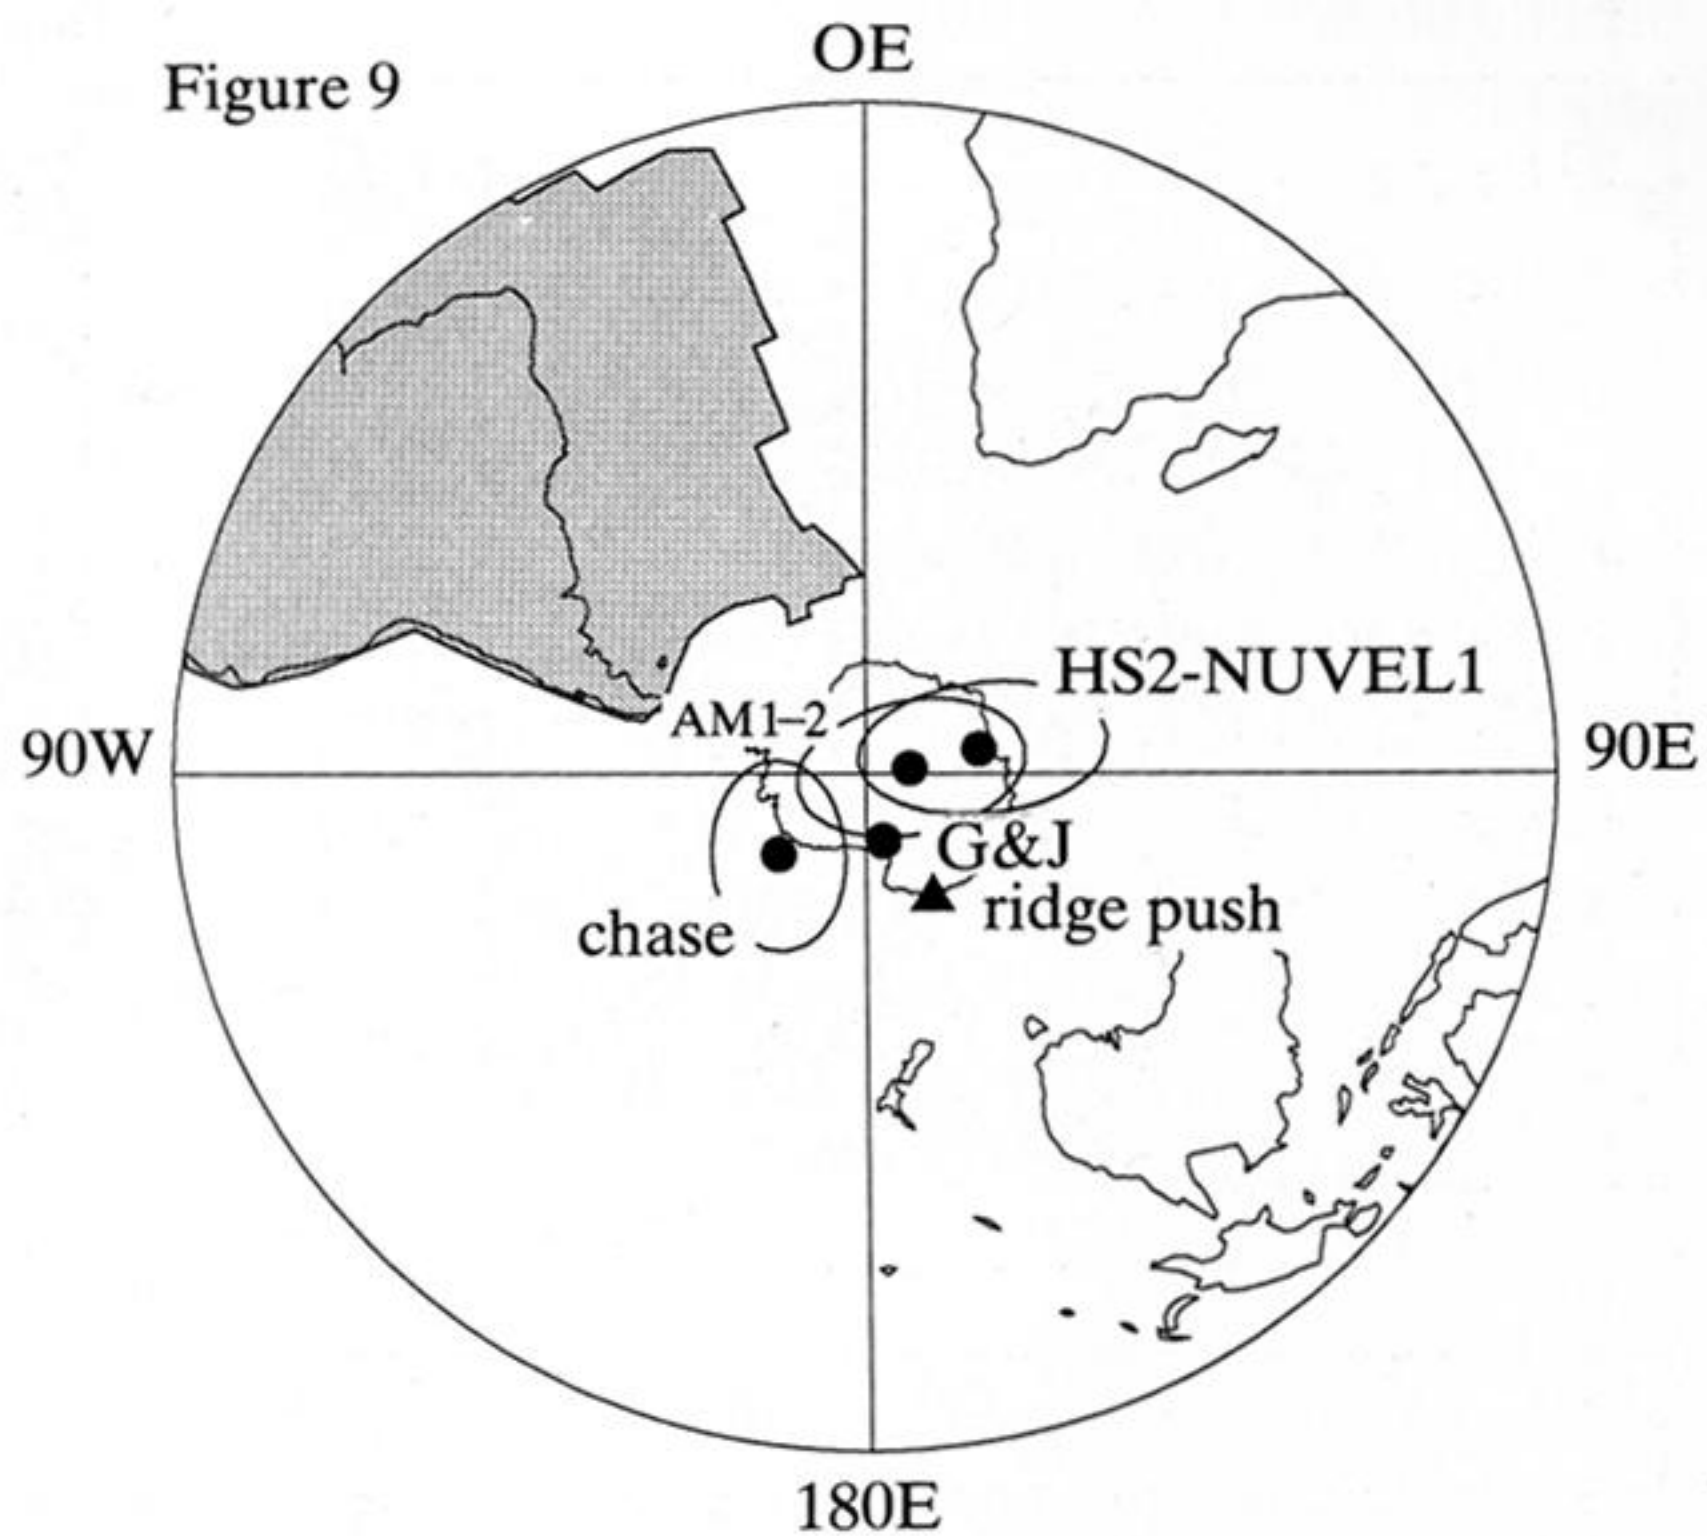 OE
Figure 9
HS2-NUVEL1
AM1–2
90W
90E
G&J
ridge push
chase
180E